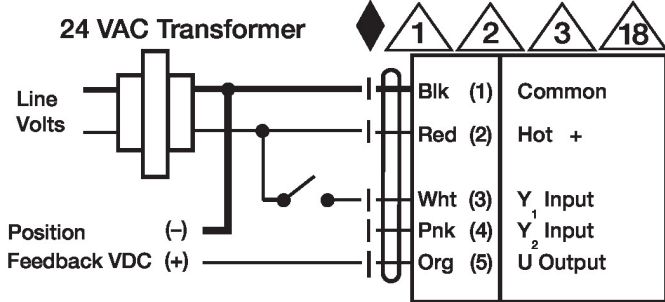 24 VAC Transformer
1 2 3 18
Line
Volts
Blk (1) Common
Red (2) Hot +
Wht (3) Y1 Input
Position (-)
Pnk (4) Y2 Input
Feedback VDC (+)
Org (5) U Output